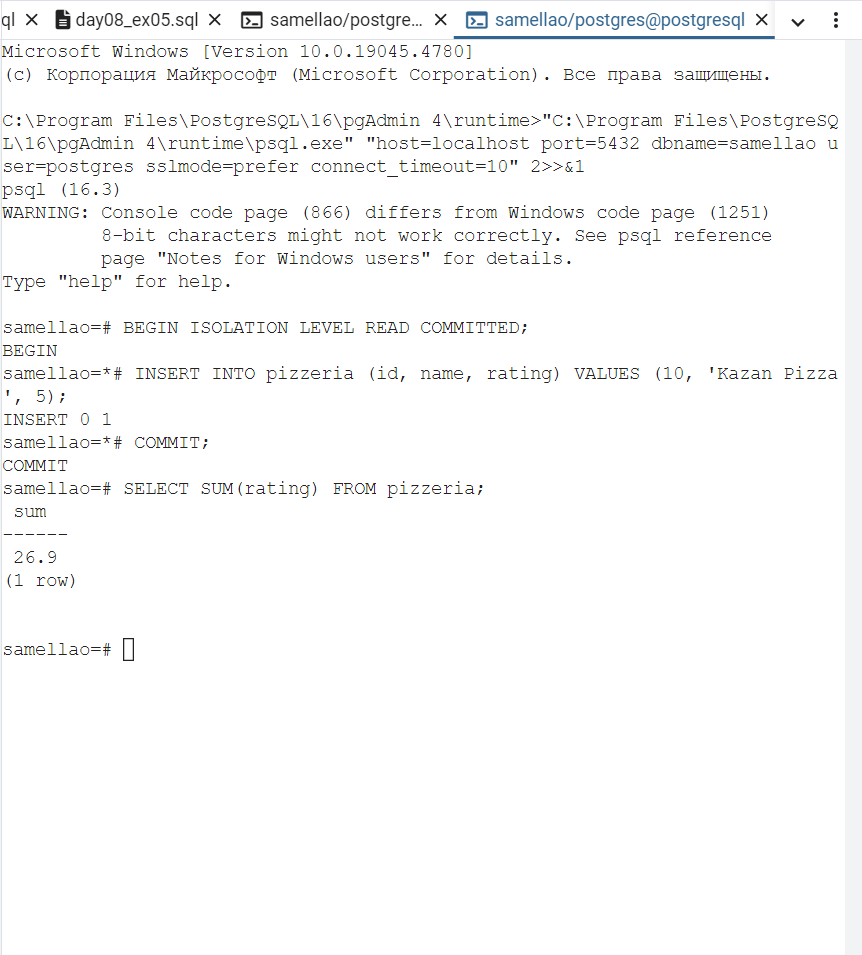 ql day08_ex05.sql samellao/postgre... samellao/postgres@postgresql
Microsoft Windows [Version 10.0.19045.4780]
(c) Корпорация Майкрософт (Microsoft Corporation). Все права защищены.
C:\Program Files\PostgreSQL\16\pgAdmin 4\runtime>"C:\Program Files\PostgreSQ
L\16\pgAdmin 4\runtime\psql.exe" "host=localhost port=5432 dbname=samellao u
ser=postgres sslmode=prefer connect_timeout=10" 2>>&1
psql (16.3)
WARNING: Console code page (866) differs from Windows code page (1251)
         8-bit characters might not work correctly. See psql reference
         page "Notes for Windows users" for details.
Type "help" for help.
samellao=# BEGIN ISOLATION LEVEL READ COMMITTED;
BEGIN
samellao=*# INSERT INTO pizzeria (id, name, rating) VALUES (10, 'Kazan Pizza
', 5);
INSERT 0 1
samellao=*# COMMIT;
COMMIT
samellao=# SELECT SUM(rating) FROM pizzeria;
 sum
------
 26.9
(1 row)
samellao=#